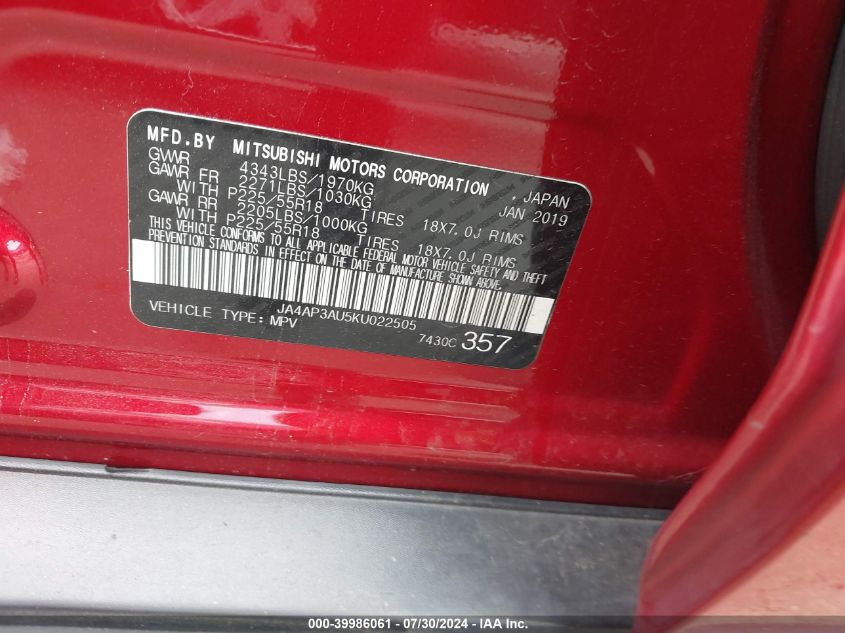 MFD.BY MITSUBISHI MOTORS CORPORATION , JAPAN
GVWR 4343LBS/1970KG JAN 2019
GAWR FR 2271LBS/1030KG
WITH P225/55R18 TIRES 18X7.0J RIMS
GAWR RR 2205LBS/1000KG
WITH P225/55R18 TIRES 18X7.0J RIMS
THIS VEHICLE CONFORMS TO ALL APPLICABLE FEDERAL MOTOR VEHICLE SAFETY AND THEFT
PREVENTION STANDARDS IN EFFECT ON THE DATE OF MANUFACTURE SHOWN ABOVE.
JA4AP3AU5KU022505
VEHICLE TYPE:MPV 7430C 357
000-39986061 - 07/30/2024 - IAA Inc.